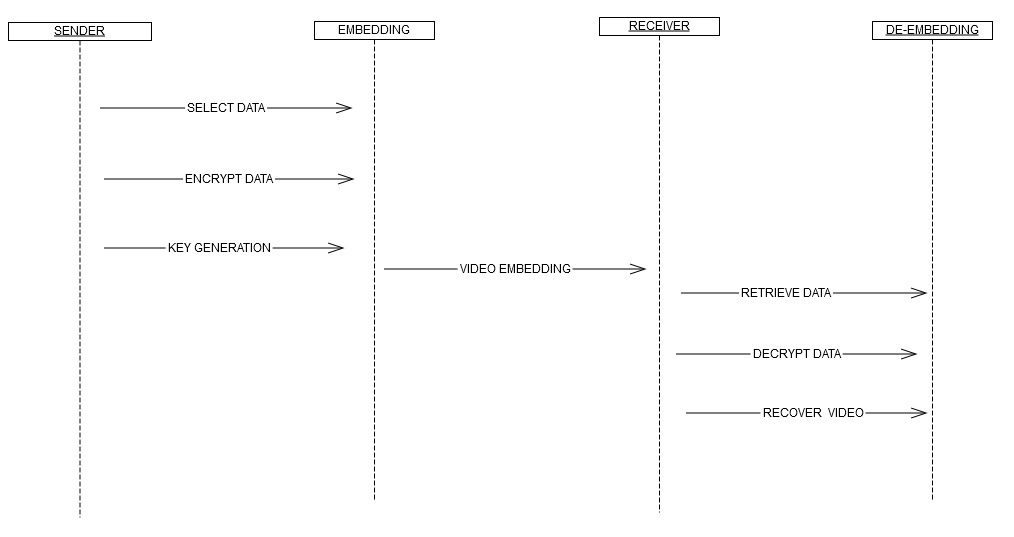 SENDER
EMBEDDING
RECEIVER
DE-EMBEDDING
SELECT DATA
ENCRYPT DATA
KEY GENERATION
VIDEO EMBEDDING
RETRIEVE DATA
DECRYPT DATA
RECOVER VIDEO